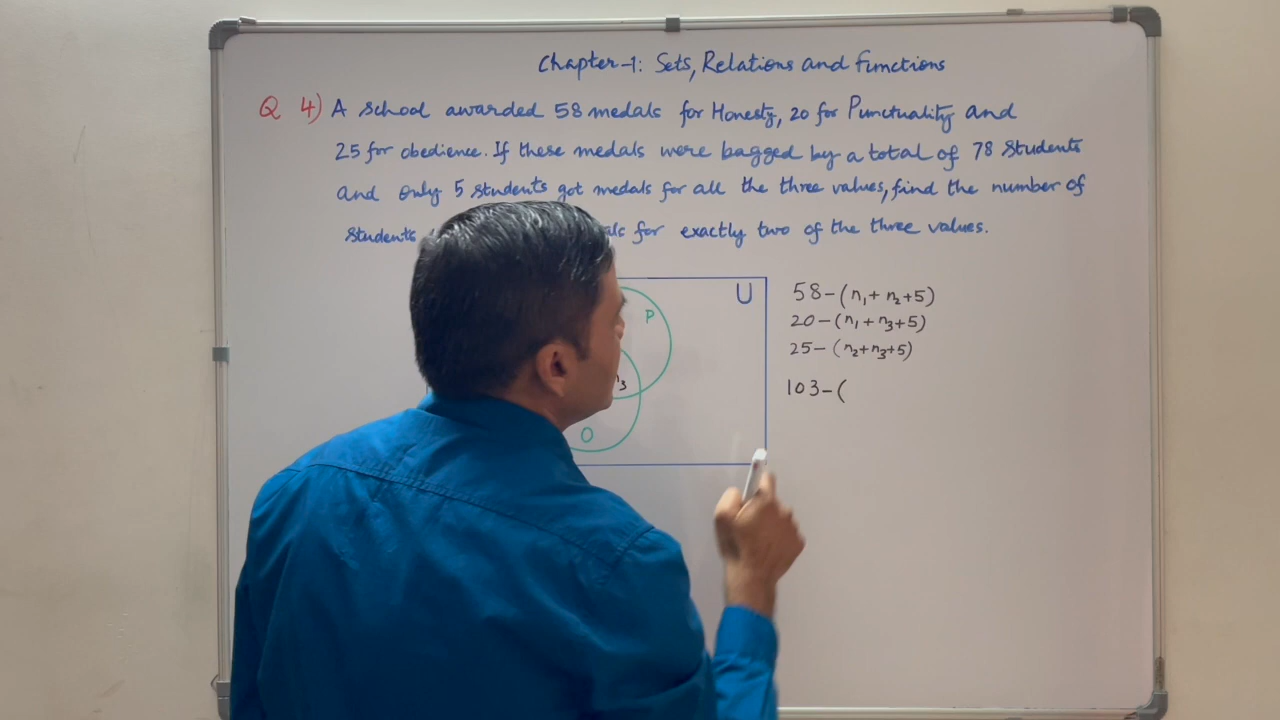 Chapter-1: Sets, Relations and functions
Q 4) A school awarded 58 medals for Honesty, 20 for Punctuality and
25 for obedience. If these medals were bagged by a total of 78 students
and only 5 students got medals for all the three values, find the number of
students for exactly two of the three values.
U
P
O
58-(n₁+ n₂+5)
20-(n₁+n₃+5)
25-(n₂+n₃+5)
103-(